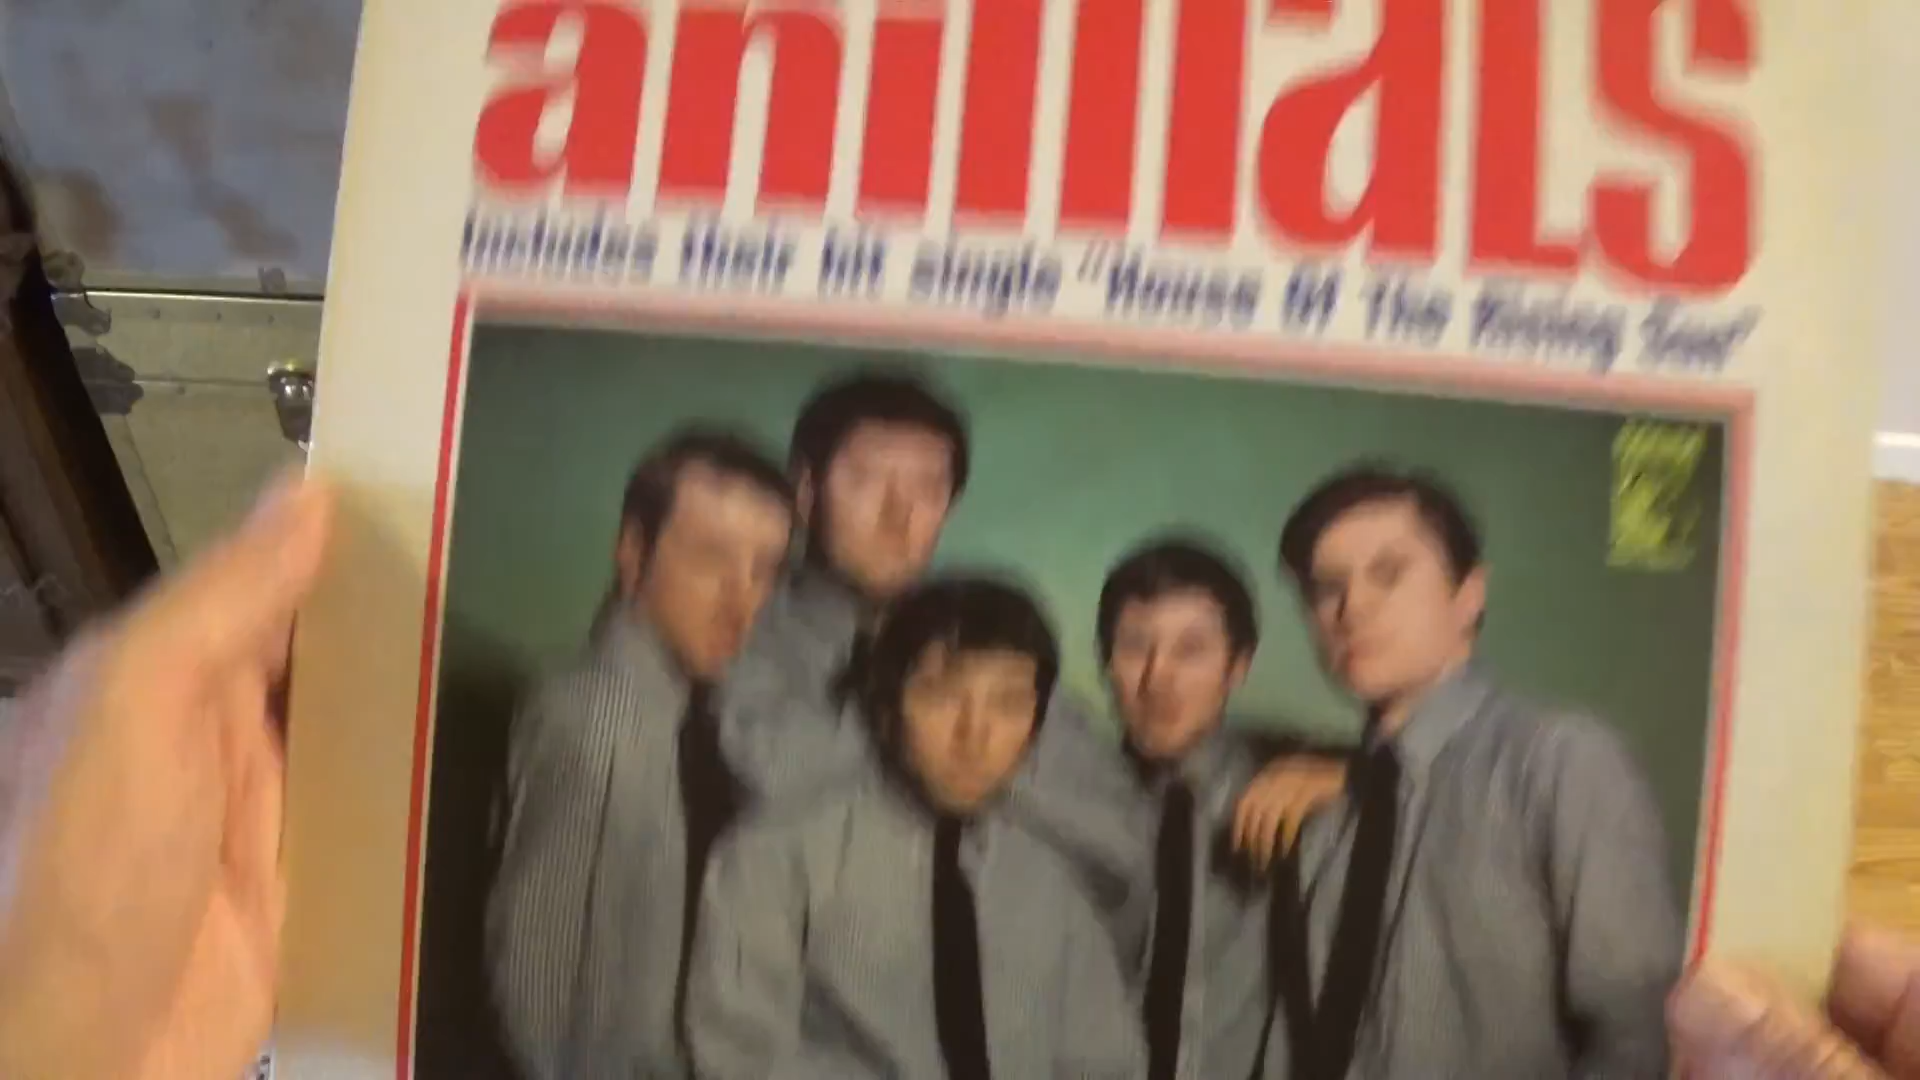 animals
Includes their hit single "House Of The Rising Sun"